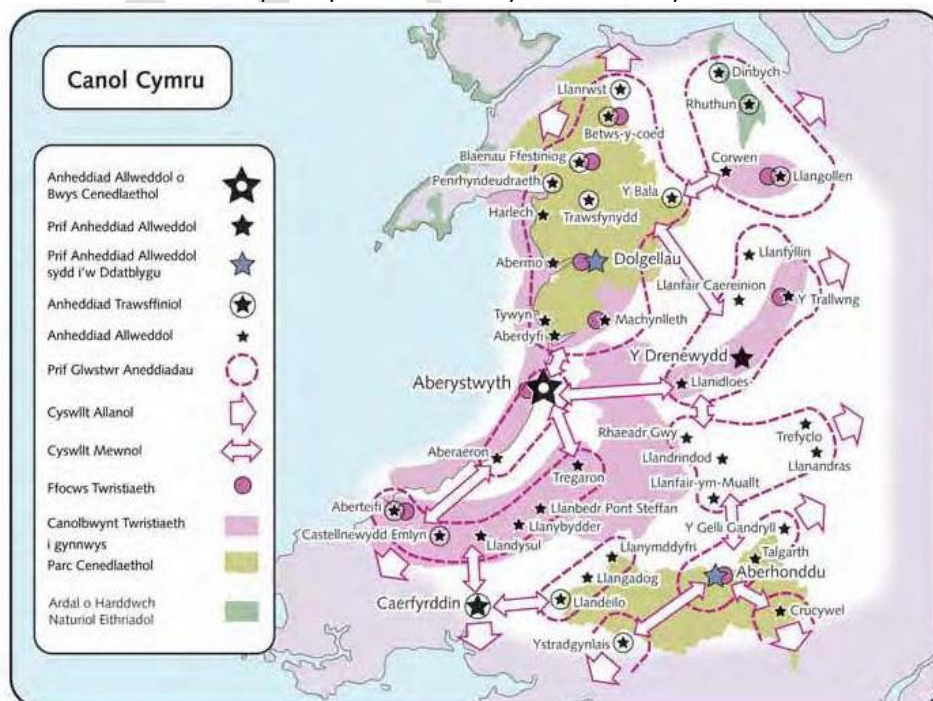 Canol Cymru
Anheddiad Allweddol o
Bwys Cenedlaethol
Prif Anheddiad Allweddol
Prif Anheddiad Allweddol
sydd i'w Ddatblygu
Anheddiad Trawsffiniol
Anheddiad Allweddol
Prif Glwstwr Aneddiadau
Cyswllt Allanol
Cyswllt Mewnol
Ffocws Twristiaeth
Canolbwynt Twristiaeth
i gynnwys
Parc Cenedlaethol
Ardal o Harddwch
Naturiol Eithriadol
Dinbych
Llanrwst
Rhuthun
Betws-y-coed
Blaenau Ffestiniog
Corwen
Penrhyndeudraeth
Llangollen
Y Bala
Trawsfynydd
Harlech
Llanfyllin
Abermo
Dolgellau
Llanfair Caereinion
Y Trallwng
Tywyn
Machynlleth
Aberdyfi
Y Drenewydd
Aberystwyth
Llanidloes
Rhaeadr Gwy
Trefyclo
Aberaeron
Llandrindod
Llanandras
Tregaron
Llanfair-ym-Muallt
Aberteifi
Llanbedr Pont Steffan
Castellnewydd Emlyn
Llanybydder
Y Gelli Gandryll
Llandysul
Llanymddyfri
Talgarth
Llangadog
Aberhonddu
Caerfyrddin
Llandeilo
Crucywel
Ystradgynlais